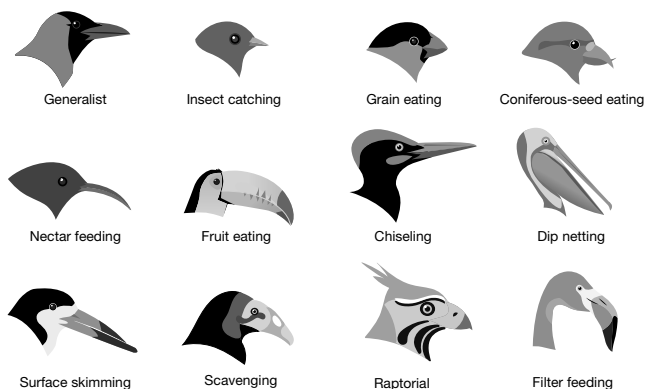 Generalist
Insect catching
Grain eating
Coniferous-seed eating
Nectar feeding
Fruit eating
Chiseling
Dip netting
Surface skimming
Scavenging
Raptorial
Filter feeding